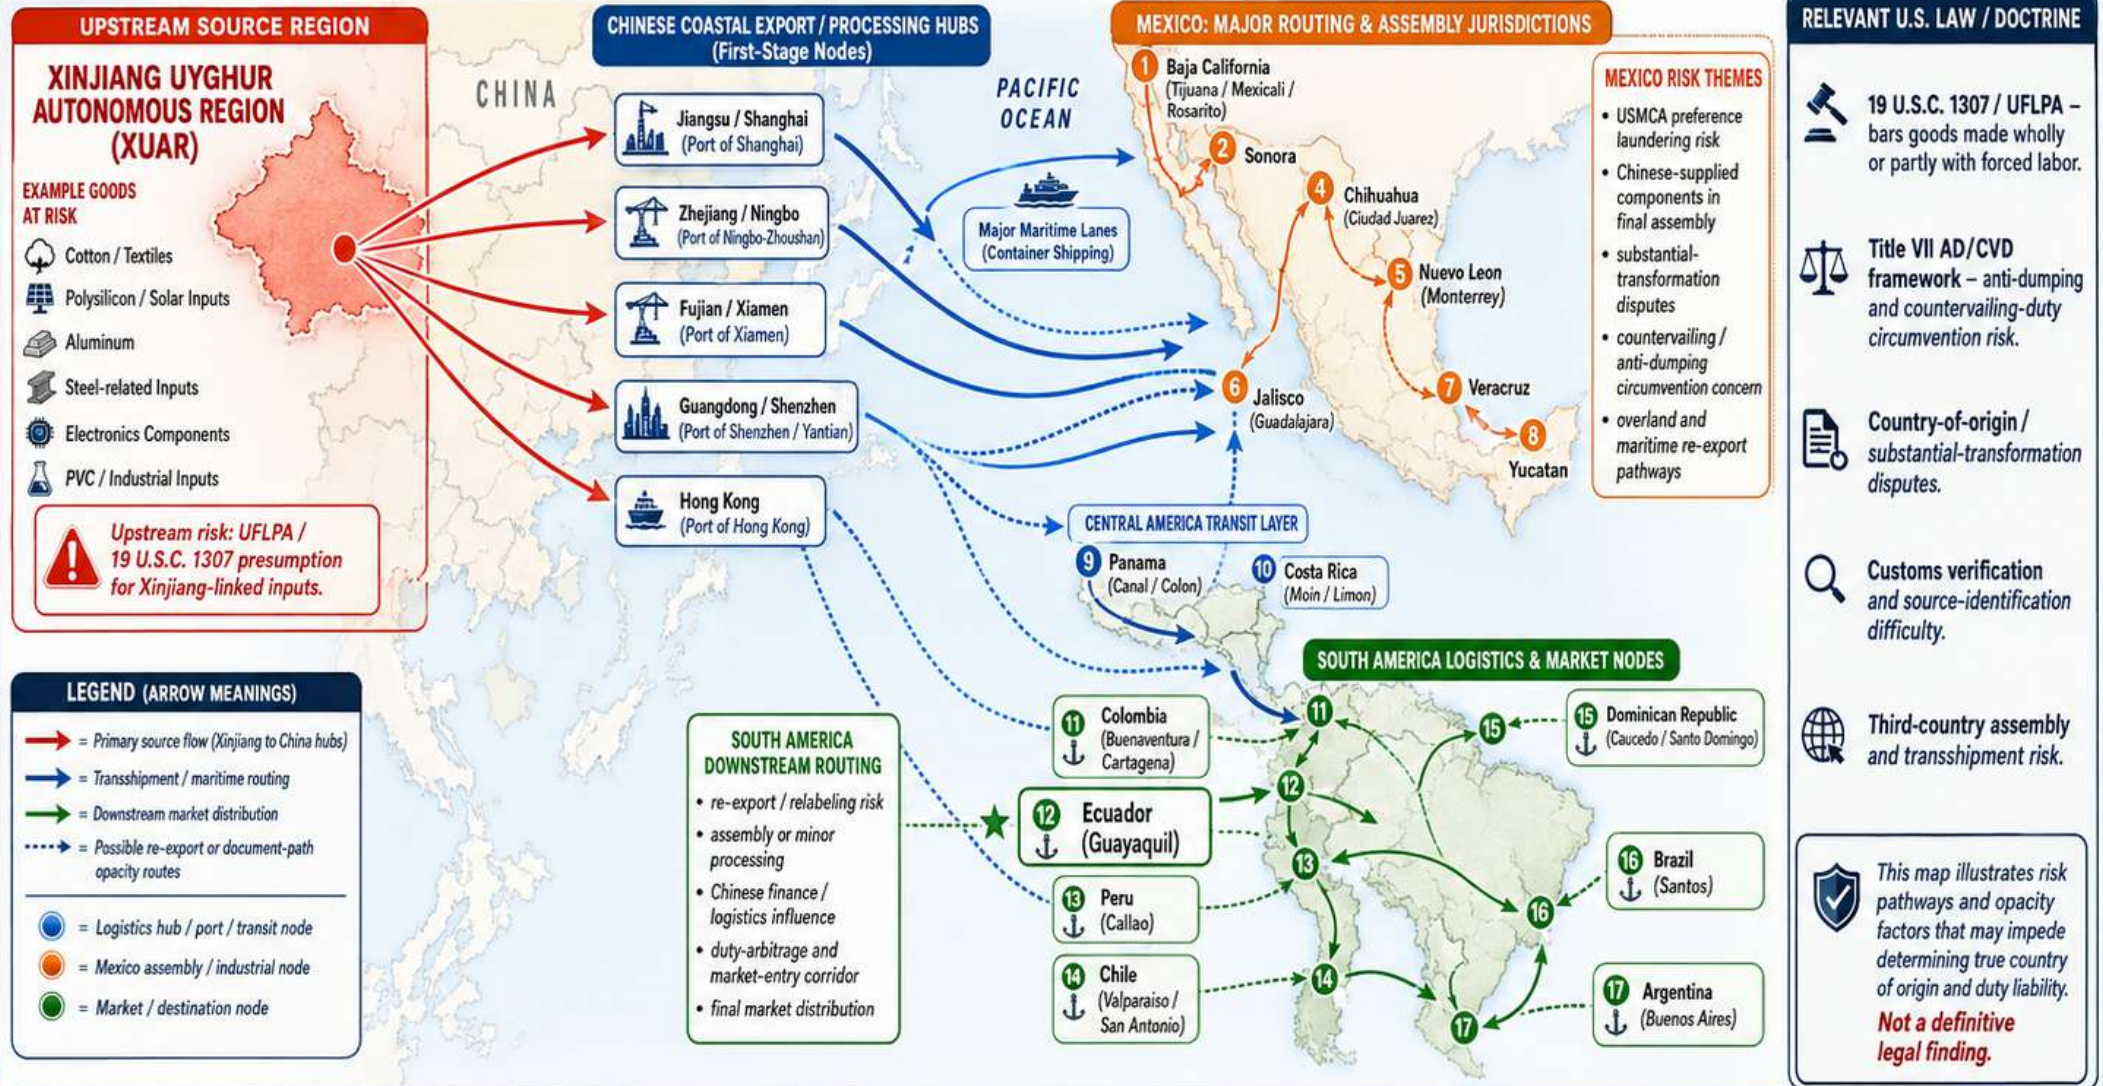 UPSTREAM SOURCE REGION
XINJIANG UYGHUR
AUTONOMOUS REGION
(XUAR)
EXAMPLE GOODS
AT RISK
Cotton / Textiles
Polysilicon / Solar Inputs
Aluminum
Steel-related Inputs
Electronics Components
PVC / Industrial Inputs
Upstream risk: UFLPA /
19 U.S.C. 1307 presumption
for Xinjiang-linked inputs.
LEGEND (ARROW MEANINGS)
= Primary source flow (Xinjiang to China hubs)
= Transshipment / maritime routing
= Downstream market distribution
= Possible re-export or document-path
opacity routes
= Logistics hub / port / transit node
= Mexico assembly / industrial node
= Market / destination node
CHINA
CHINESE COASTAL EXPORT / PROCESSING HUBS
(First-Stage Nodes)
Jiangsu / Shanghai
(Port of Shanghai)
Zhejiang / Ningbo
(Port of Ningbo-Zhoushan)
Fujian / Xiamen
(Port of Xiamen)
Guangdong / Shenzhen
(Port of Shenzhen / Yantian)
Hong Kong
(Port of Hong Kong)
PACIFIC
OCEAN
Major Maritime Lanes
(Container Shipping)
MEXICO: MAJOR ROUTING & ASSEMBLY JURISDICTIONS
1 Baja California
(Tijuana / Mexicali /
Rosarito)
2 Sonora
4 Chihuahua
(Ciudad Juarez)
5 Nuevo Leon
(Monterrey)
6 Jalisco
(Guadalajara)
7 Veracruz
8
Yucatan
MEXICO RISK THEMES
• USMCA preference
laundering risk
• Chinese-supplied
components in
final assembly
• substantial-
transformation
disputes
• countervailing /
anti-dumping
circumvention concern
• overland and
maritime re-export
pathways
CENTRAL AMERICA TRANSIT LAYER
9 Panama
(Canal / Colon)
10 Costa Rica
(Moin / Limon)
SOUTH AMERICA LOGISTICS & MARKET NODES
SOUTH AMERICA
DOWNSTREAM ROUTING
• re-export / relabeling risk
• assembly or minor
processing
• Chinese finance /
logistics influence
• duty-arbitrage and
market-entry corridor
• final market distribution
11 Colombia
(Buenaventura /
Cartagena)
12 Ecuador
(Guayaquil)
13 Peru
(Callao)
14 Chile
(Valparaiso /
San Antonio)
11
12
13
14
15
16
17
15 Dominican Republic
(Caucedo / Santo Domingo)
16 Brazil
(Santos)
17 Argentina
(Buenos Aires)
RELEVANT U.S. LAW / DOCTRINE
19 U.S.C. 1307 / UFLPA –
bars goods made wholly
or partly with forced labor.
Title VII AD/CVD
framework – anti-dumping
and countervailing-duty
circumvention risk.
Country-of-origin /
substantial-transformation
disputes.
Customs verification
and source-identification
difficulty.
Third-country assembly
and transshipment risk.
This map illustrates risk
pathways and opacity
factors that may impede
determining true country
of origin and duty liability.
Not a definitive
legal finding.